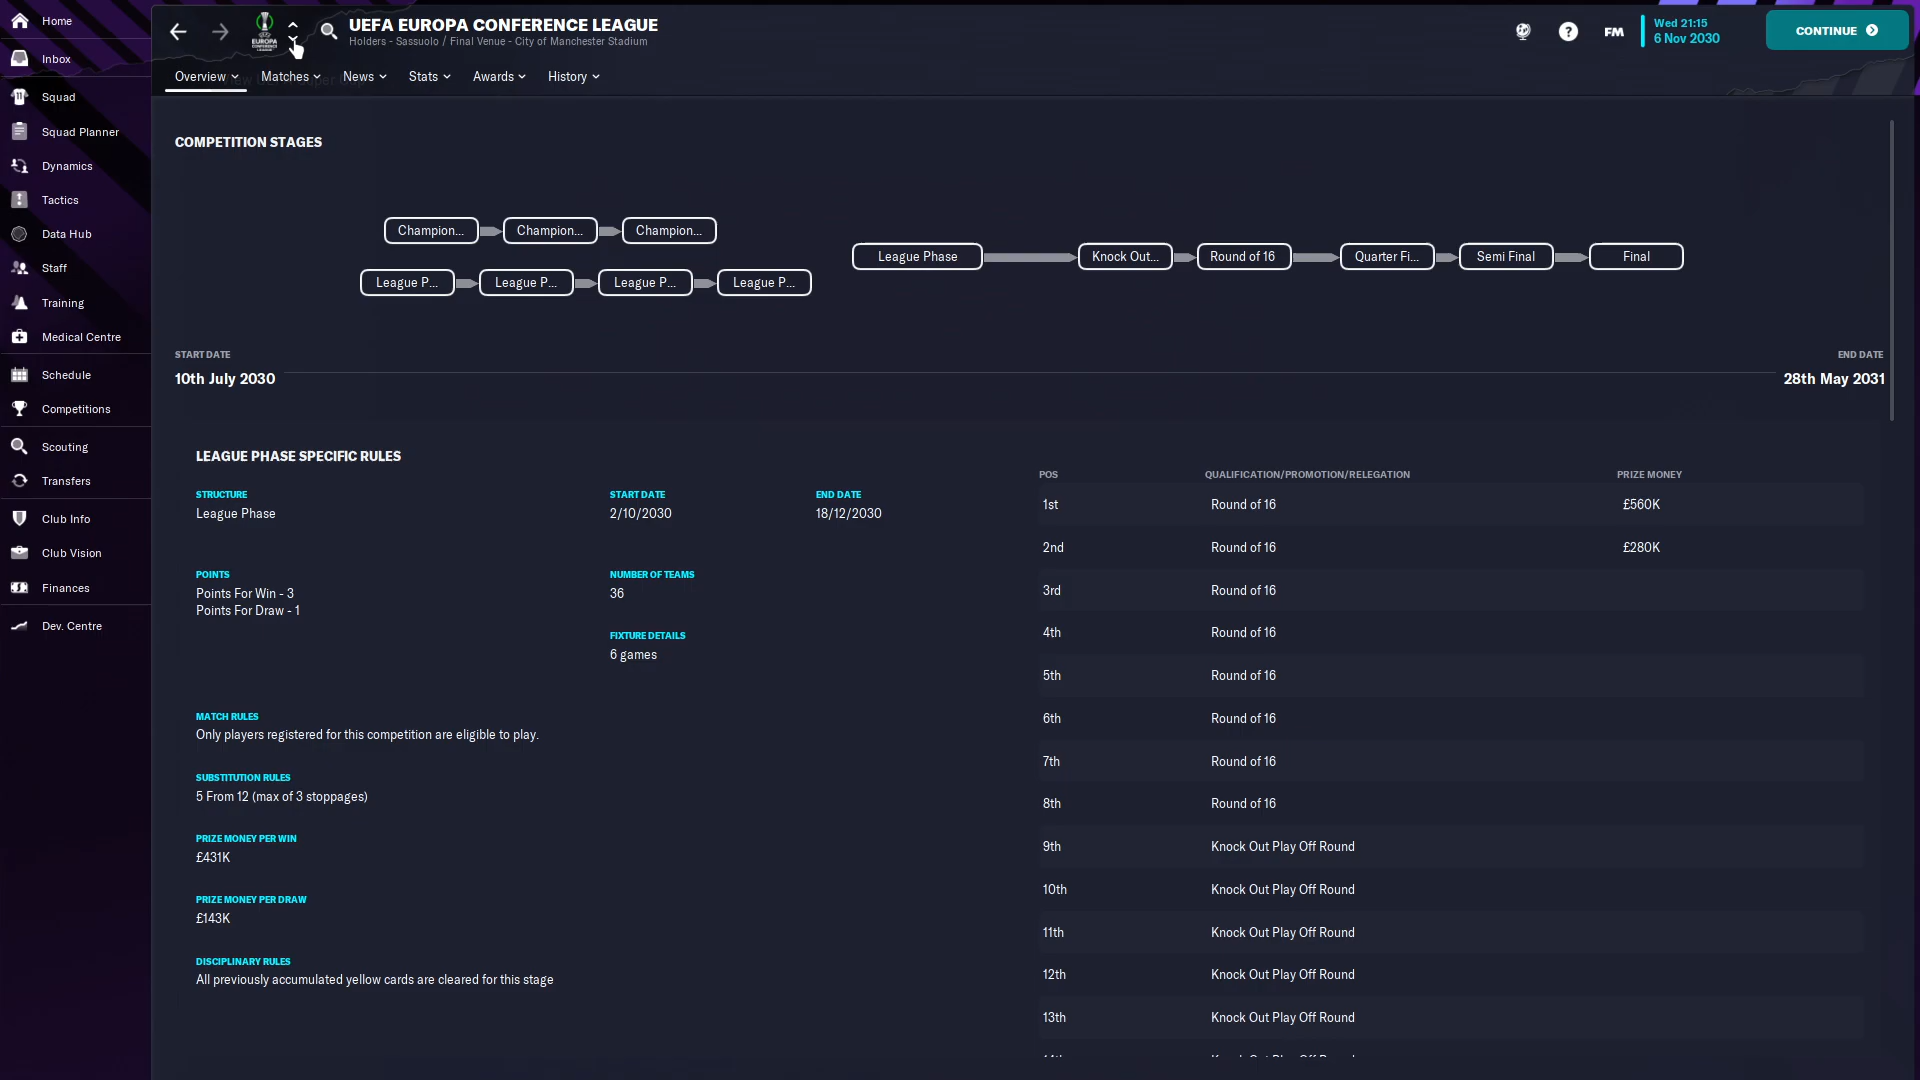 Home
Inbox
Squad
Squad Planner
Dynamics
Tactics
Data Hub
Staff
Training
Medical Centre
Schedule
Competitions
Scouting
Transfers
Club Info
Club Vision
Finances
Dev. Centre
UEFA EUROPA CONFERENCE LEAGUE
Holders - Sassuolo / Final Venue - City of Manchester Stadium
FM
Wed 21:15
6 Nov 2030
CONTINUE
Overview
Matches
News
Stats
Awards
History
COMPETITION STAGES
Champion...
Champion...
Champion...
League P...
League P...
League P...
League P...
League Phase
Knock Out...
Round of 16
Quarter Fi...
Semi Final
Final
START DATE
10th July 2030
END DATE
28th May 2031
LEAGUE PHASE SPECIFIC RULES
STRUCTURE
League Phase
START DATE
2/10/2030
END DATE
18/12/2030
POINTS
Points For Win - 3
Points For Draw - 1
NUMBER OF TEAMS
36
FIXTURE DETAILS
6 games
MATCH RULES
Only players registered for this competition are eligible to play.
SUBSTITUTION RULES
5 From 12 (max of 3 stoppages)
PRIZE MONEY PER WIN
£431K
PRIZE MONEY PER DRAW
£143K
DISCIPLINARY RULES
All previously accumulated yellow cards are cleared for this stage
POS QUALIFICATION/PROMOTION/RELEGATION PRIZE MONEY
1st Round of 16 £560K
2nd Round of 16 £280K
3rd Round of 16
4th Round of 16
5th Round of 16
6th Round of 16
7th Round of 16
8th Round of 16
9th Knock Out Play Off Round
10th Knock Out Play Off Round
11th Knock Out Play Off Round
12th Knock Out Play Off Round
13th Knock Out Play Off Round